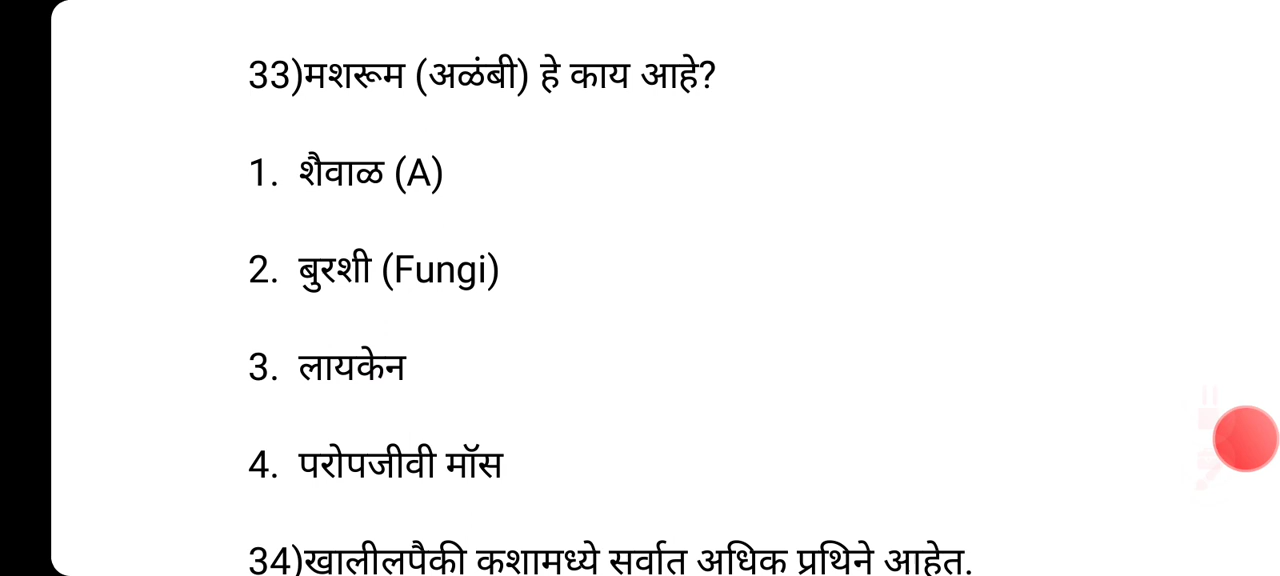 33)मशरूम (अळंबी) हे काय आहे?
1. शैवाळ (A)
2. बुरशी (Fungi)
3. लायकेन
4. परोपजीवी मॉस
34)खालीलपैकी कशामध्ये सर्वात अधिक प्रथिने आहेत.